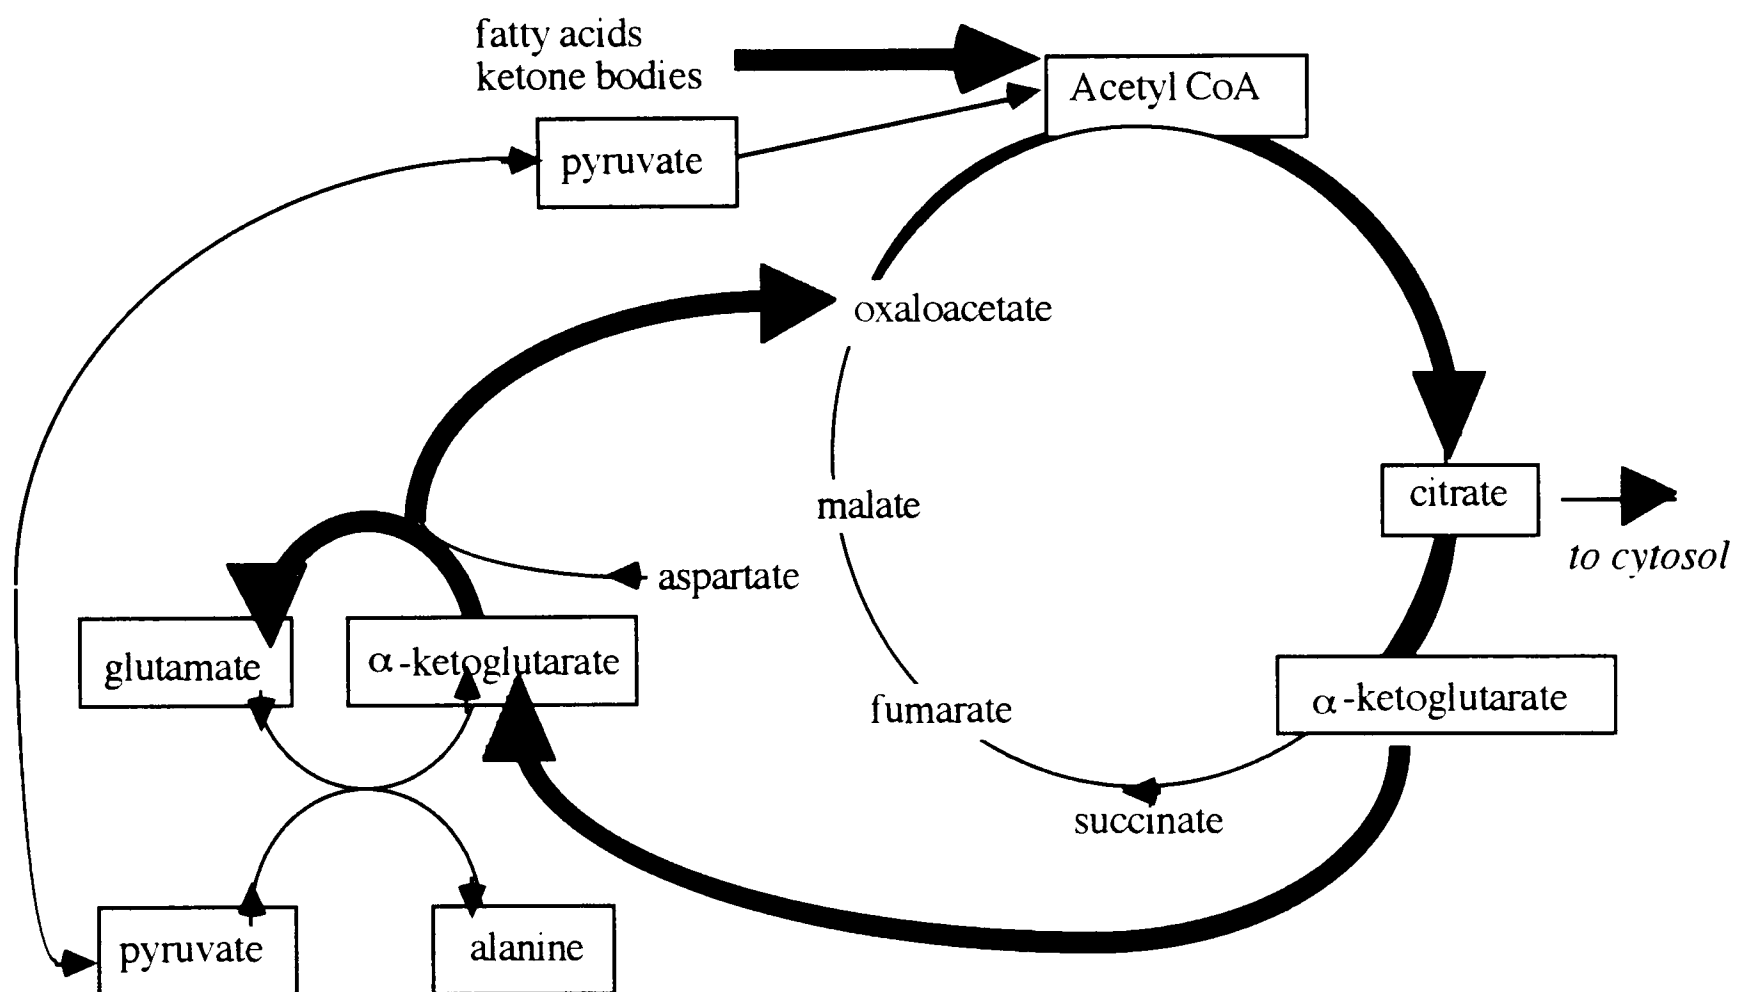 fatty acids
ketone bodies
Acetyl CoA
pyruvate
oxaloacetate
citrate
malate
to cytosol
aspartate
glutamate
α-ketoglutarate
α-ketoglutarate
fumarate
succinate
pyruvate
alanine